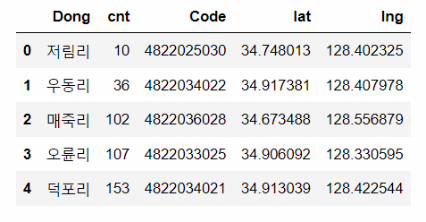 Dong cnt Code lat lng
0 저림리 10 4822025030 34.748013 128.402325
1 우동리 36 4822034022 34.917381 128.407978
2 매죽리 102 4822036028 34.673488 128.556879
3 오륜리 107 4822033025 34.906092 128.330595
4 덕포리 153 4822034021 34.913039 128.422544